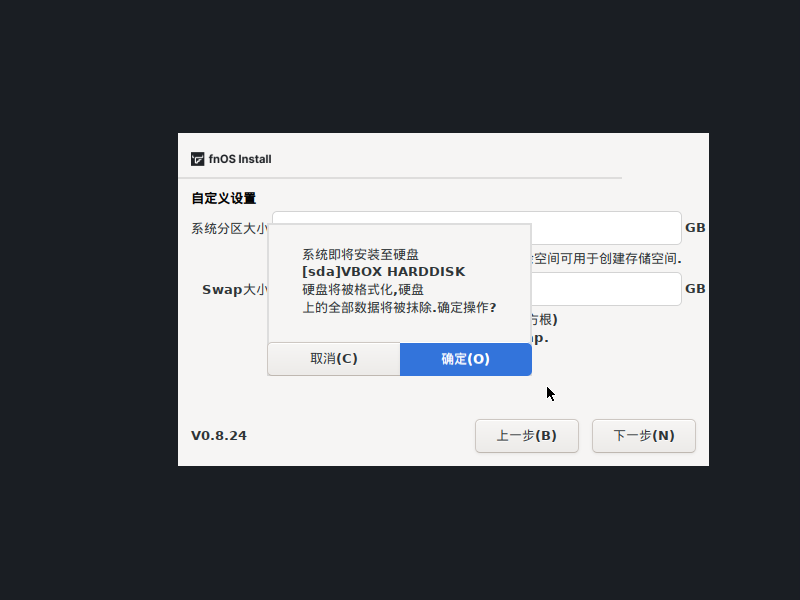 fnOS Install
自定义设置
系统分区大小
GB
空间可用于创建存储空间.
Swap大小
GB
方根)
p.
系统即将安装至硬盘
[sda]VBOX HARDDISK
硬盘将被格式化,硬盘
上的全部数据将被抹除.确定操作?
取消(C)
确定(O)
V0.8.24
上一步(B)
下一步(N)